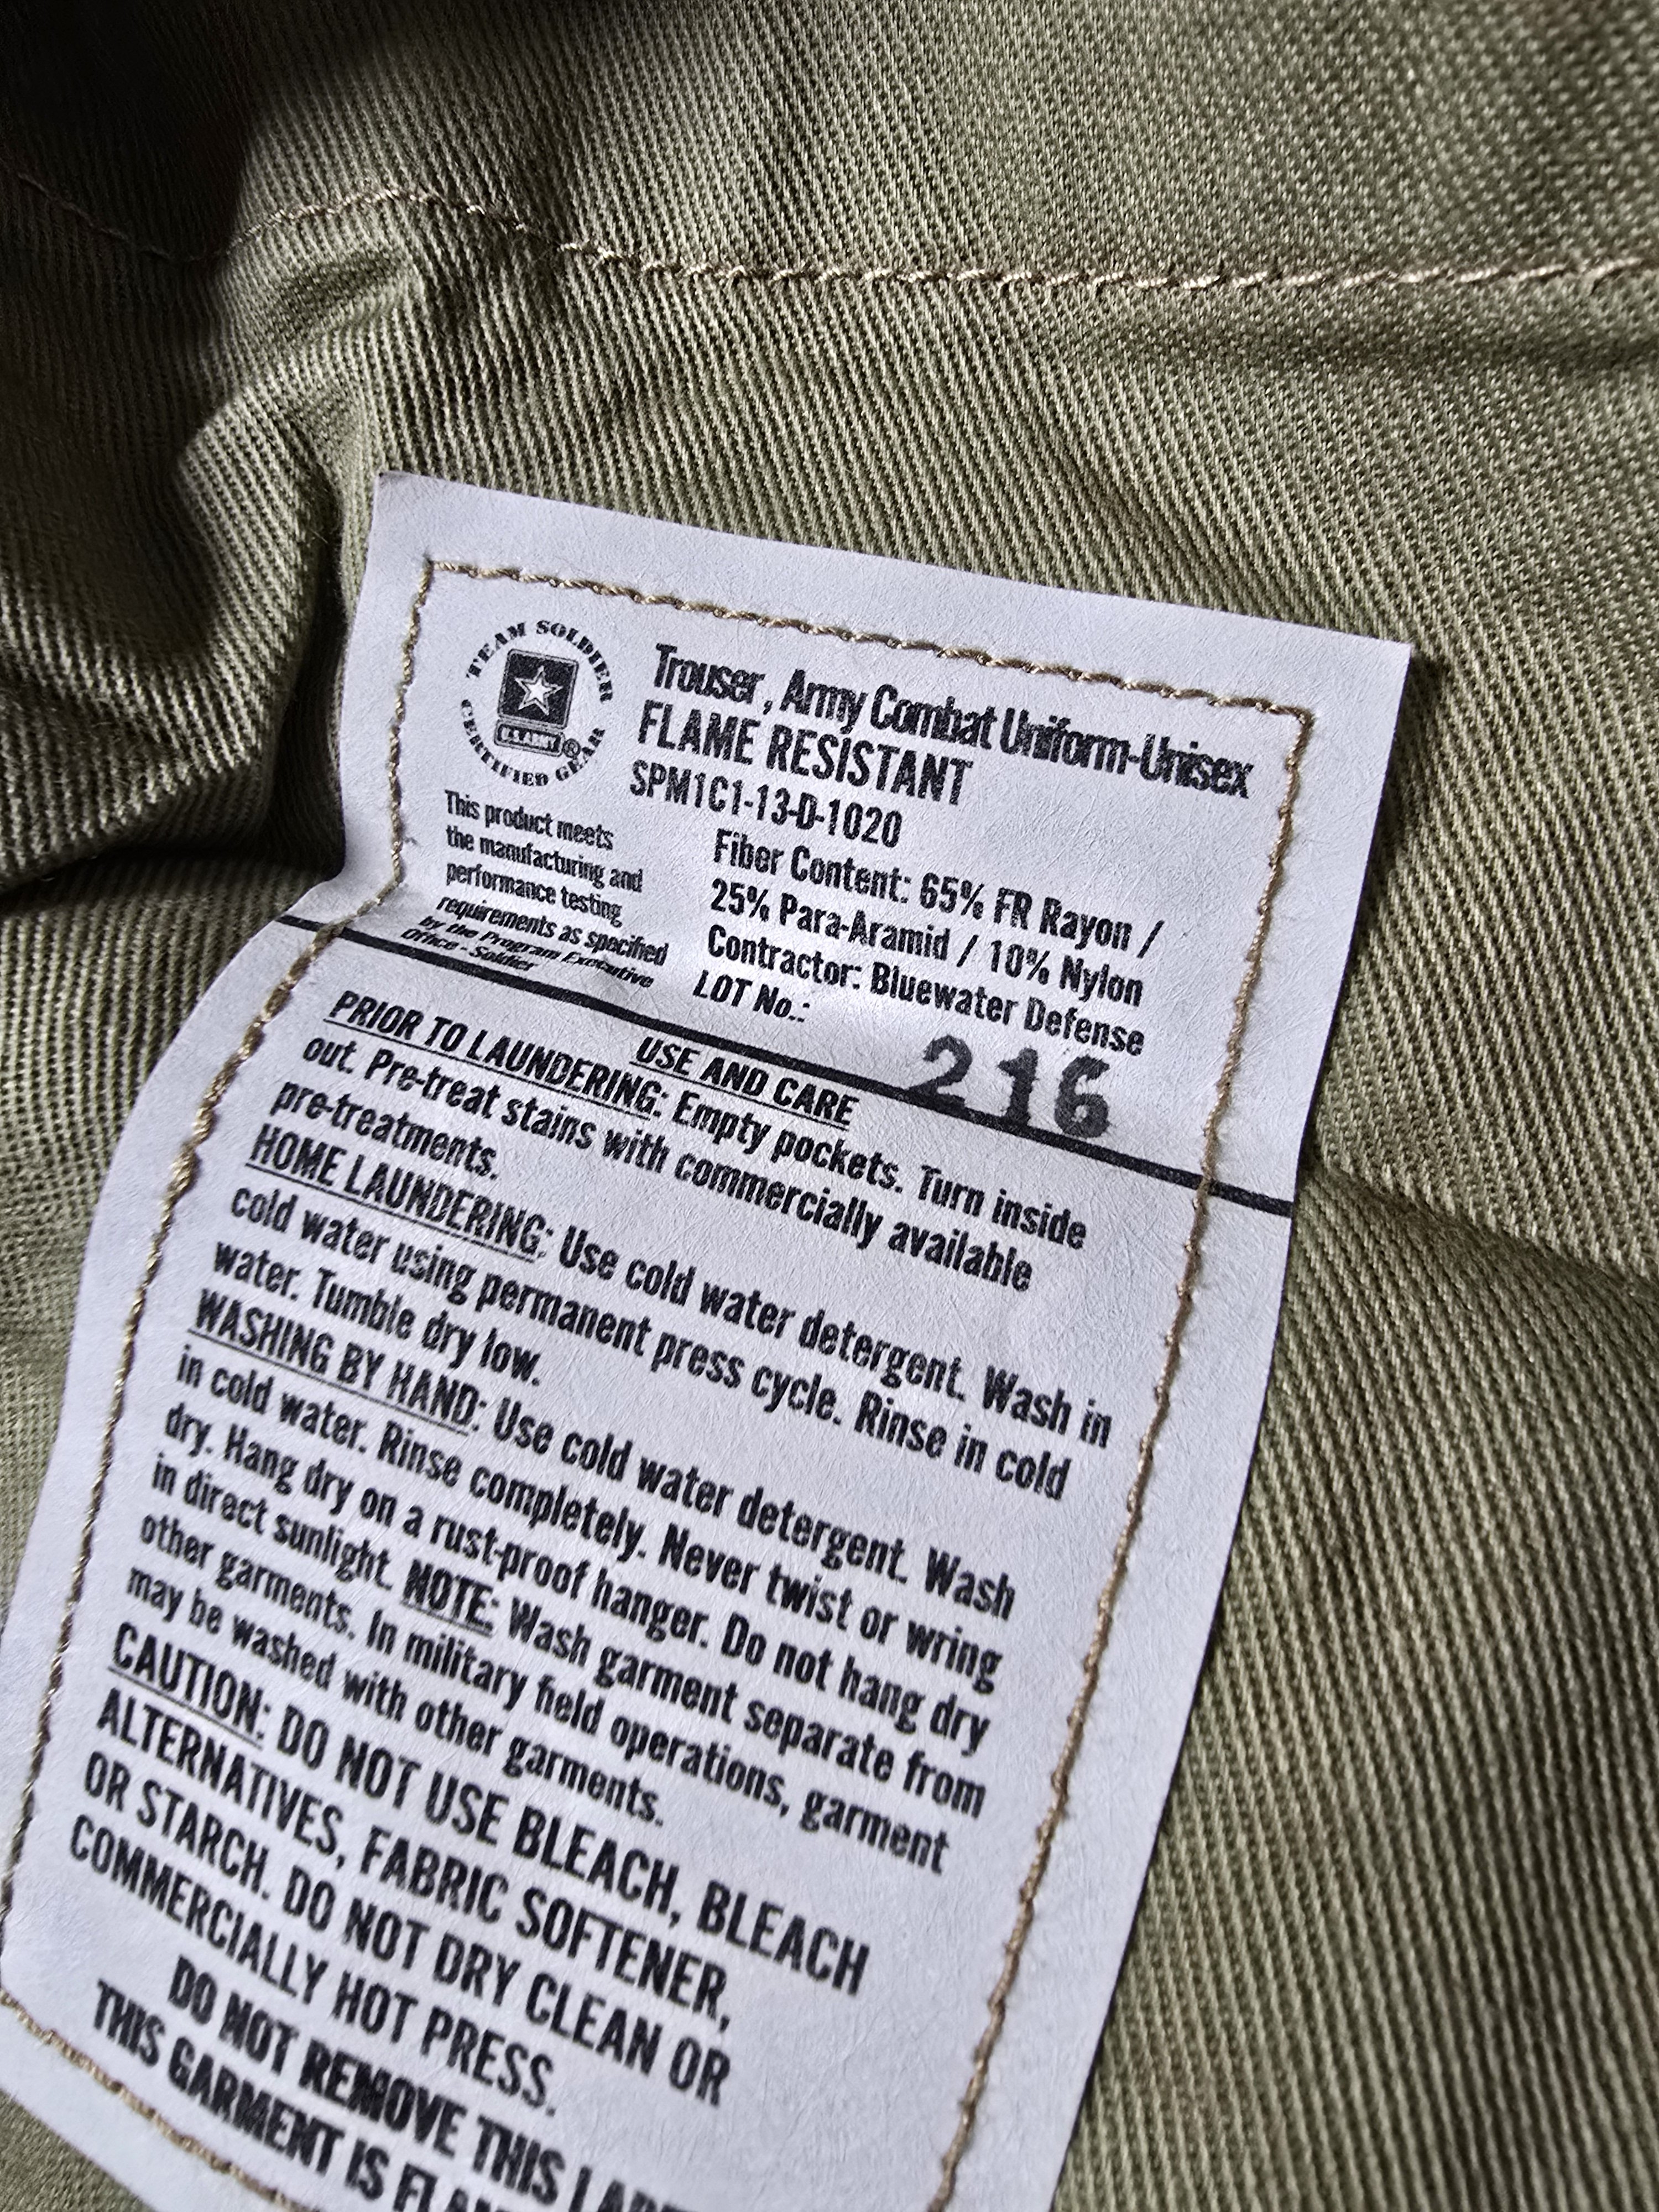 TEAM SOLDIER
U.S.ARMY ®
CERTIFIED GEAR
Trouser, Army Combat Uniform-Unisex
FLAME RESISTANT
SPM1C1-13-D-1020
This product meets
the manufacturing and
performance testing
requirements as specified
by the Program Executive
Office - Soldier
Fiber Content: 65% FR Rayon /
25% Para-Aramid / 10% Nylon
Contractor: Bluewater Defense
LOT No.:
216
USE AND CARE
PRIOR TO LAUNDERING: Empty pockets. Turn inside
out. Pre-treat stains with commercially available
pre-treatments.
HOME LAUNDERING: Use cold water detergent. Wash in
cold water using permanent press cycle. Rinse in cold
water. Tumble dry low.
WASHING BY HAND: Use cold water detergent. Wash
in cold water. Rinse completely. Never twist or wring
dry. Hang dry on a rust-proof hanger. Do not hang dry
in direct sunlight. NOTE: Wash garment separate from
other garments. In military field operations, garment
may be washed with other garments.
CAUTION: DO NOT USE BLEACH, BLEACH
ALTERNATIVES, FABRIC SOFTENER,
OR STARCH. DO NOT DRY CLEAN OR
COMMERCIALLY HOT PRESS.
DO NOT REMOVE THIS
THIS GARMENT IS